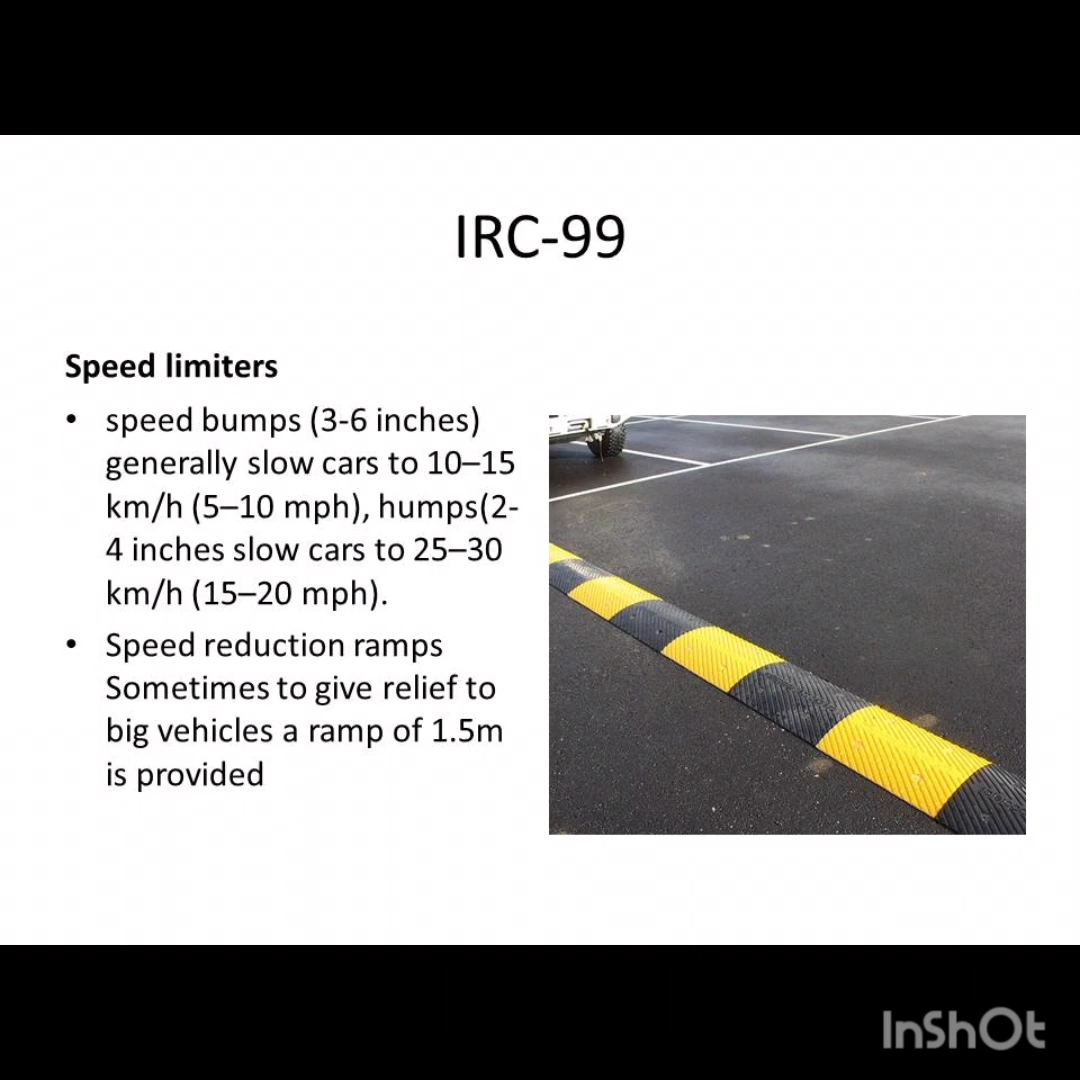 IRC-99
Speed limiters
• speed bumps (3-6 inches)
generally slow cars to 10–15
km/h (5–10 mph), humps(2-
4 inches slow cars to 25–30
km/h (15–20 mph).
• Speed reduction ramps
Sometimes to give relief to
big vehicles a ramp of 1.5m
is provided
InShOt